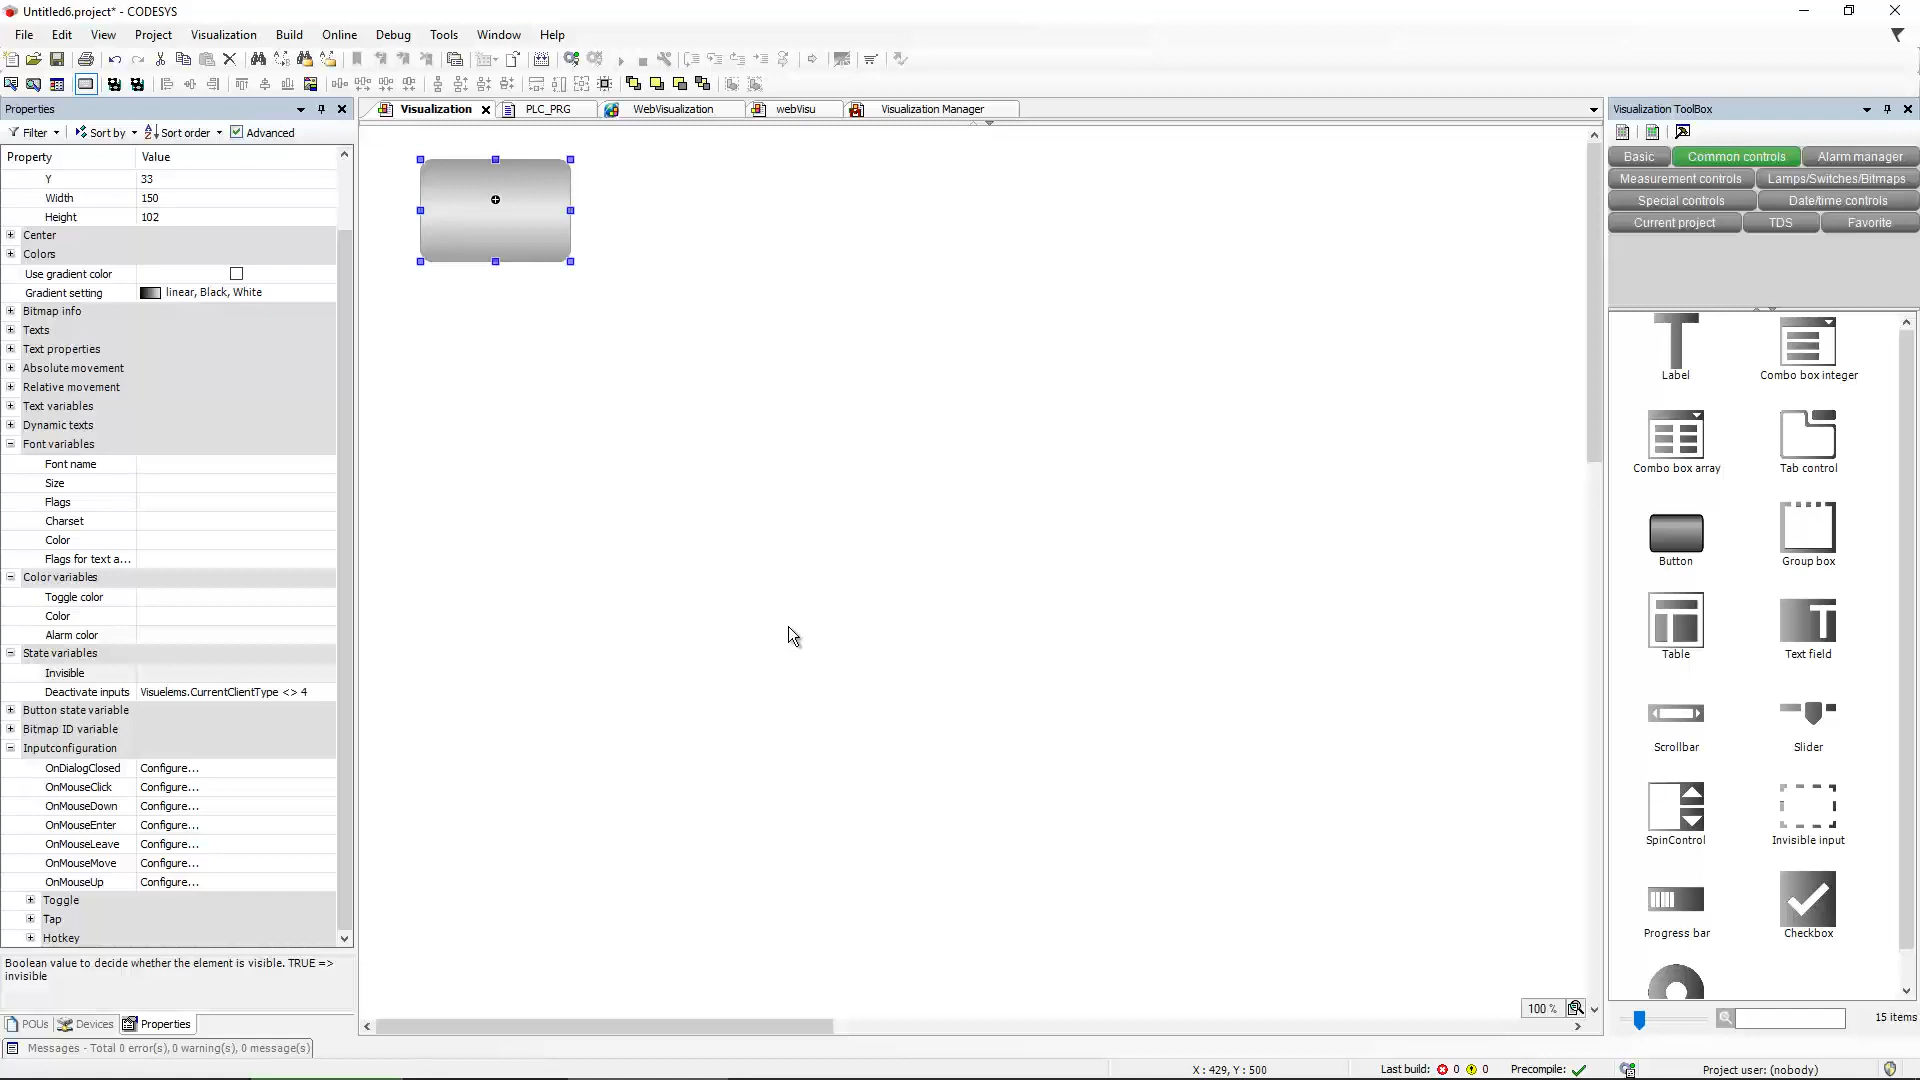 Untitled6.project* - CODESYS
File Edit View Project Visualization Build Online Debug Tools Window Help
Properties
Filter Sort by Sort order Advanced
Property Value
Y 33
Width 150
Height 102
Center
Colors
Use gradient color
Gradient setting linear, Black, White
Bitmap info
Texts
Text properties
Absolute movement
Relative movement
Text variables
Dynamic texts
Font variables
Font name
Size
Flags
Charset
Color
Flags for text a...
Color variables
Toggle color
Color
Alarm color
State variables
Invisible
Deactivate inputs Visuelems.CurrentClientType <> 4
Button state variable
Bitmap ID variable
Inputconfiguration
OnDialogClosed Configure...
OnMouseClick Configure...
OnMouseDown Configure...
OnMouseEnter Configure...
OnMouseLeave Configure...
OnMouseMove Configure...
OnMouseUp Configure...
Toggle
Tap
Hotkey
Boolean value to decide whether the element is visible. TRUE =>
invisible
POUs Devices Properties
Messages - Total 0 error(s), 0 warning(s), 0 message(s)
Visualization PLC_PRG WebVisualization webVisu Visualization Manager
100 %
Visualization ToolBox
Basic Common controls Alarm manager
Measurement controls Lamps/Switches/Bitmaps
Special controls Date/time controls
Current project TDS Favorite
Label Combo box integer
Combo box array Tab control
Button Group box
Table Text field
Scrollbar Slider
SpinControl Invisible input
Progress bar Checkbox
15 items
X : 429, Y : 500 Last build: 0 0 Precompile: Project user: (nobody)